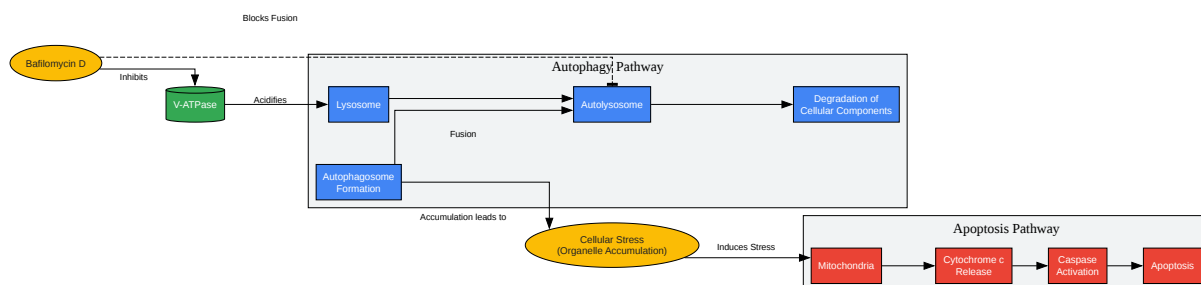 Blocks Fusion
Bafilomycin D
Inhibits
V-ATPase
Acidifies
Autophagy Pathway
Lysosome
Autolysosome
Degradation of
Cellular Components
Fusion
Autophagosome
Formation
Accumulation leads to
Cellular Stress
(Organelle Accumulation)
Induces Stress
Apoptosis Pathway
Mitochondria
Cytochrome c
Release
Caspase
Activation
Apoptosis